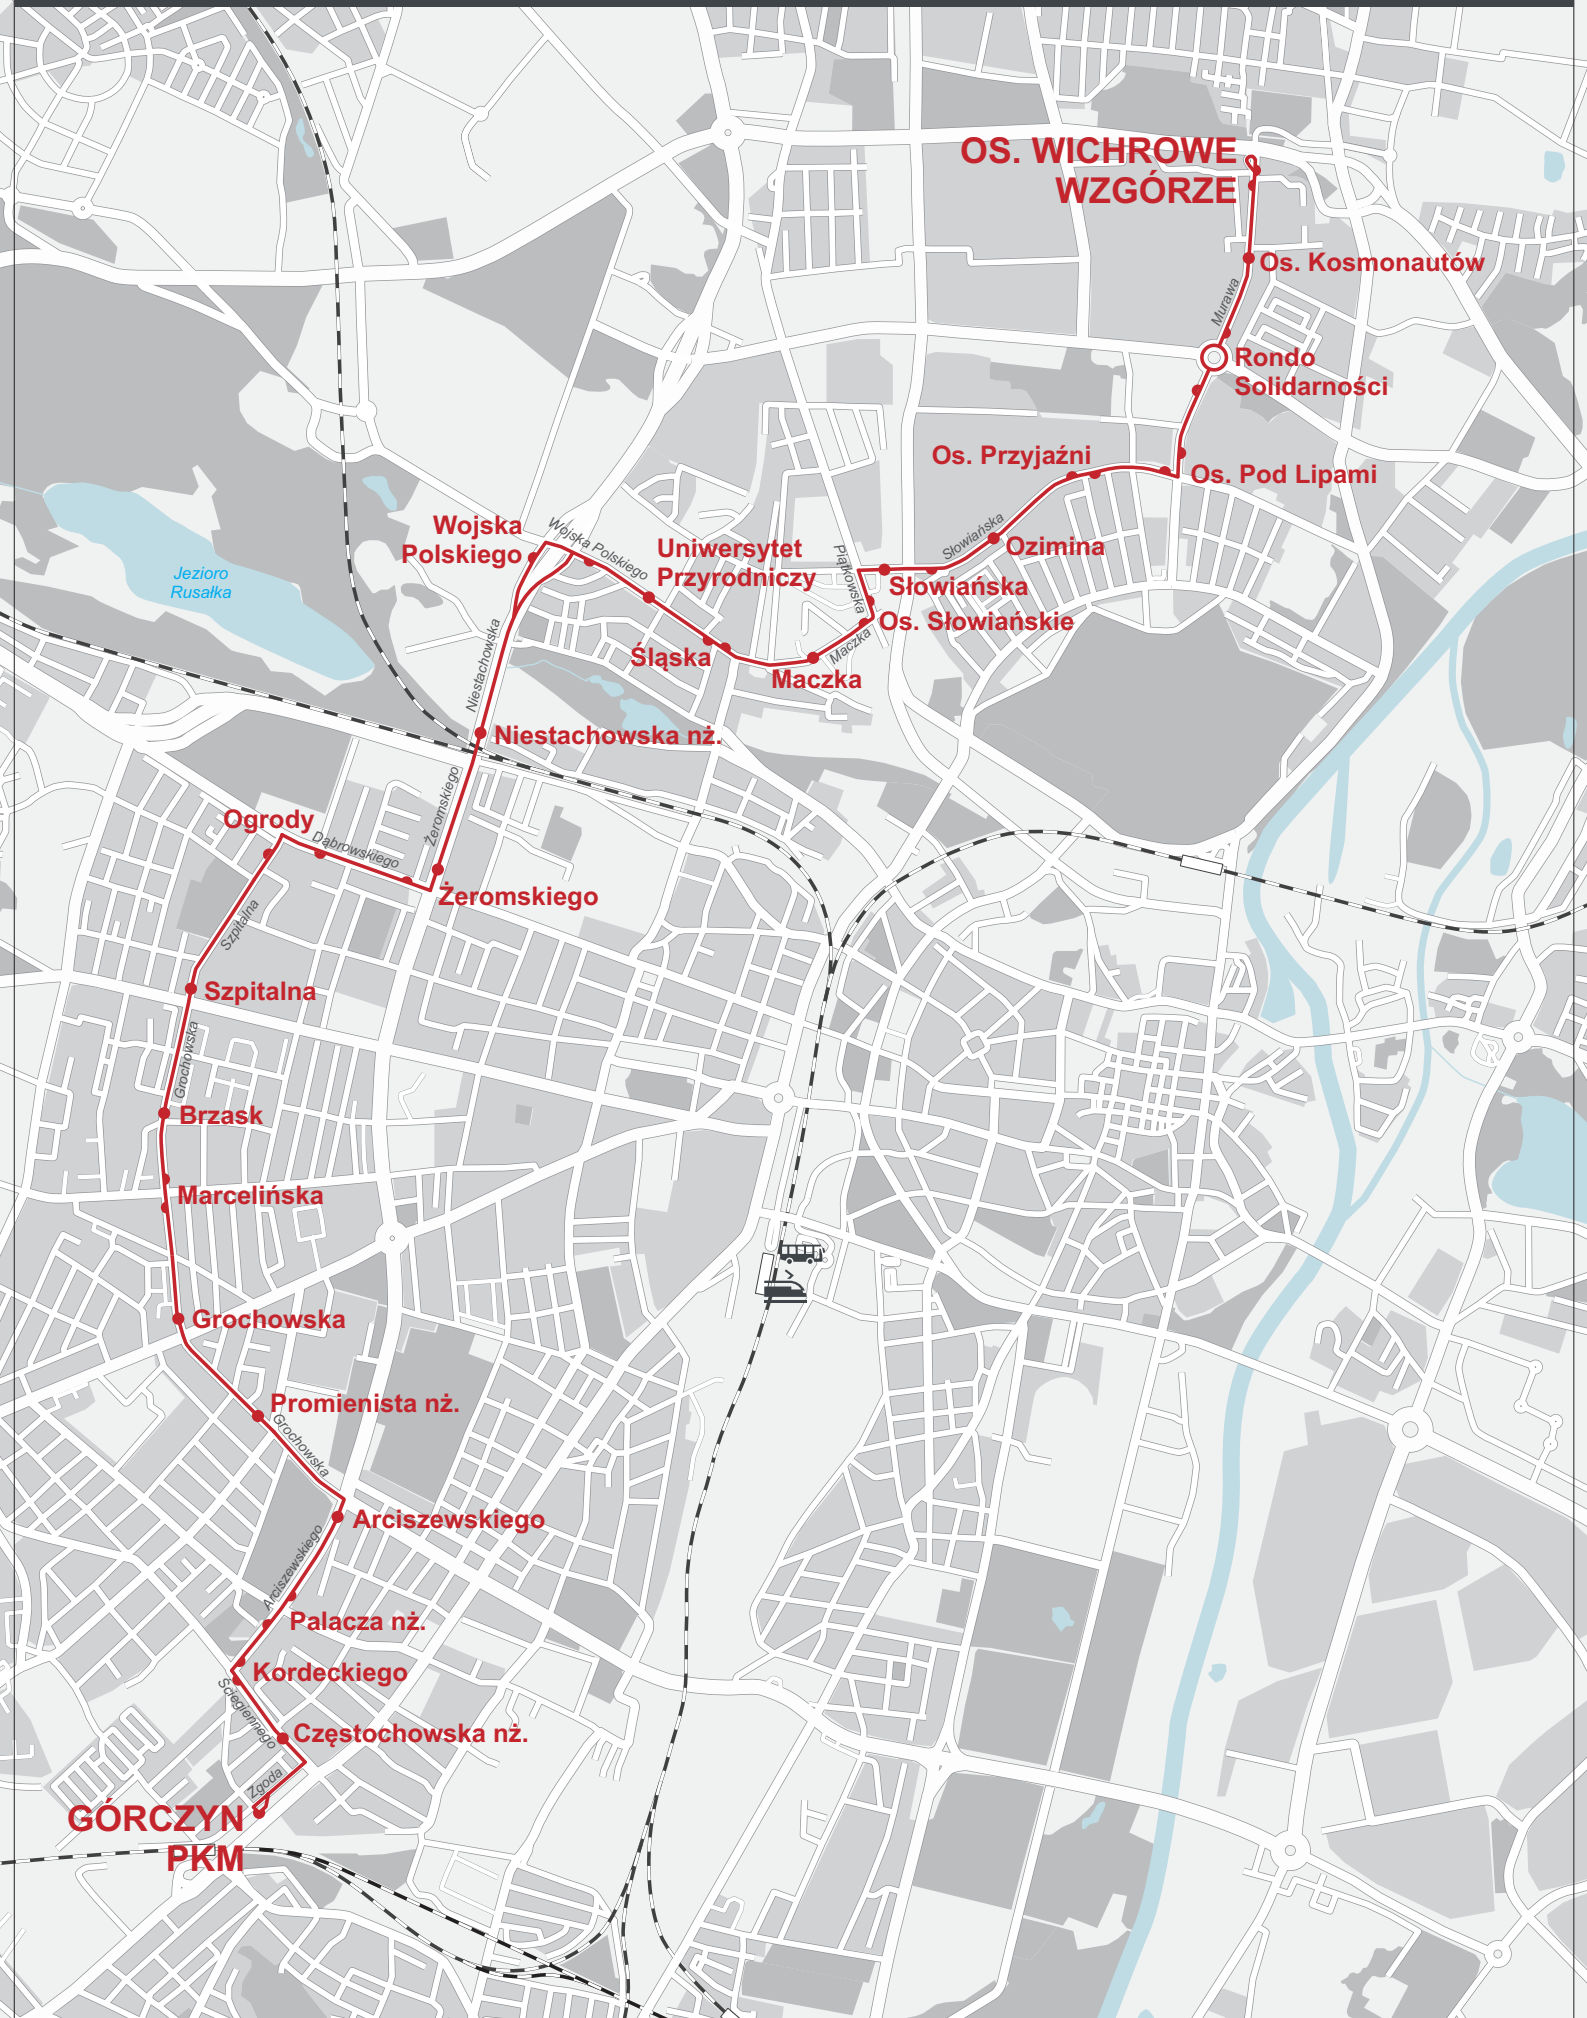 OS. WICHROWE
WZGÓRZE
Os. Kosmonautów
Murawa
Rondo
Solidarności
Os. Przyjaźni
Os. Pod Lipami
Słowiańska
Ozimina
Wojska
Polskiego
Wojska Polskiego
Uniwersytet
Przyrodniczy
Piątkowska
Słowiańska
Os. Słowiańskie
Maczka
Śląska
Maczka
Jezioro
Rusałka
Niestachowska
Niestachowska nż.
Żeromskiego
Ogrody
Dąbrowskiego
Żeromskiego
Szpitalna
Szpitalna
Grochowska
Brzask
Marcelińska
Grochowska
Promienista nż.
Grochowska
Arciszewskiego
Arciszewskiego
Palacza nż.
Kordeckiego
Ściegiennego
Częstochowska nż.
Zgoda
GÓRCZYN
PKM